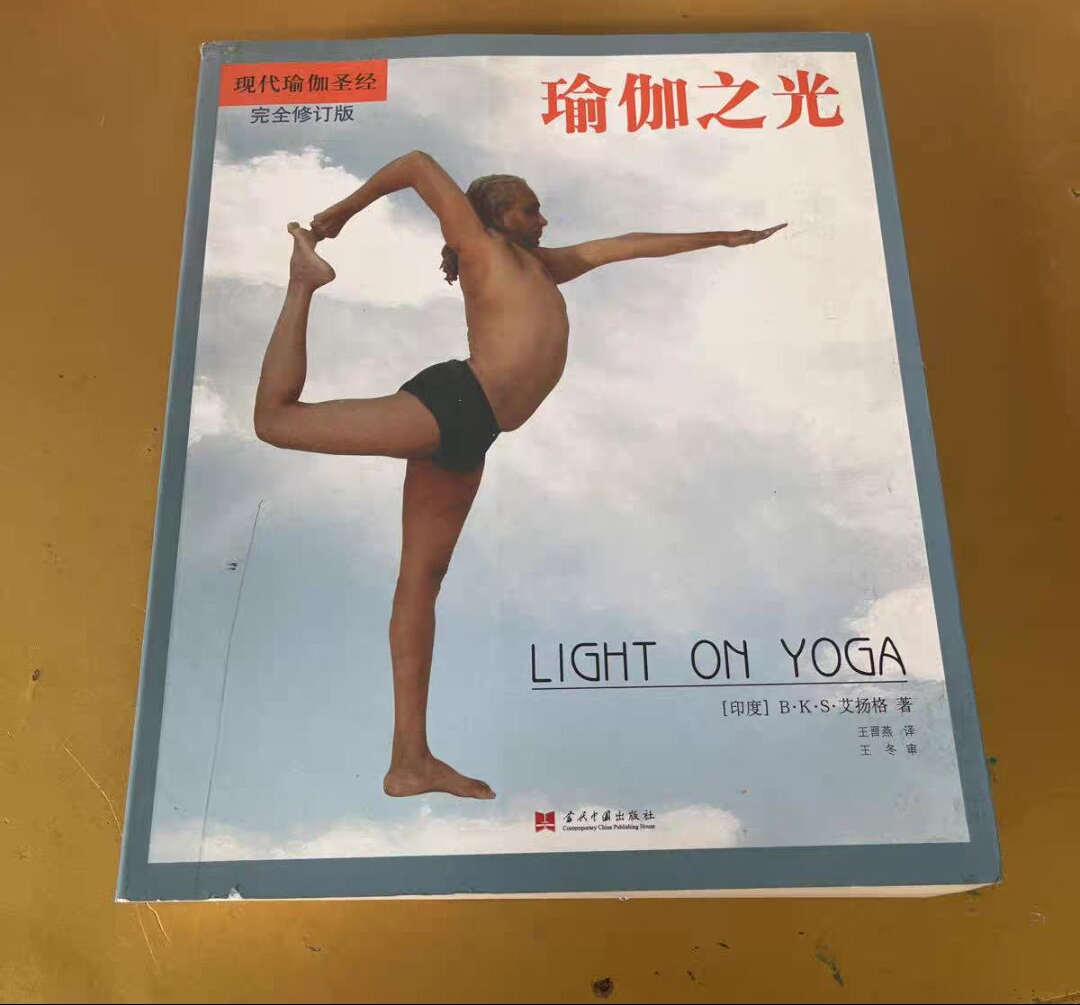 现代瑜伽圣经
完全修订版
瑜伽之光
LIGHT ON YOGA
[印度] B·K·S·艾扬格 著
王晋燕 译
王 冬 审
当代中国出版社
Contemporary China Publishing House